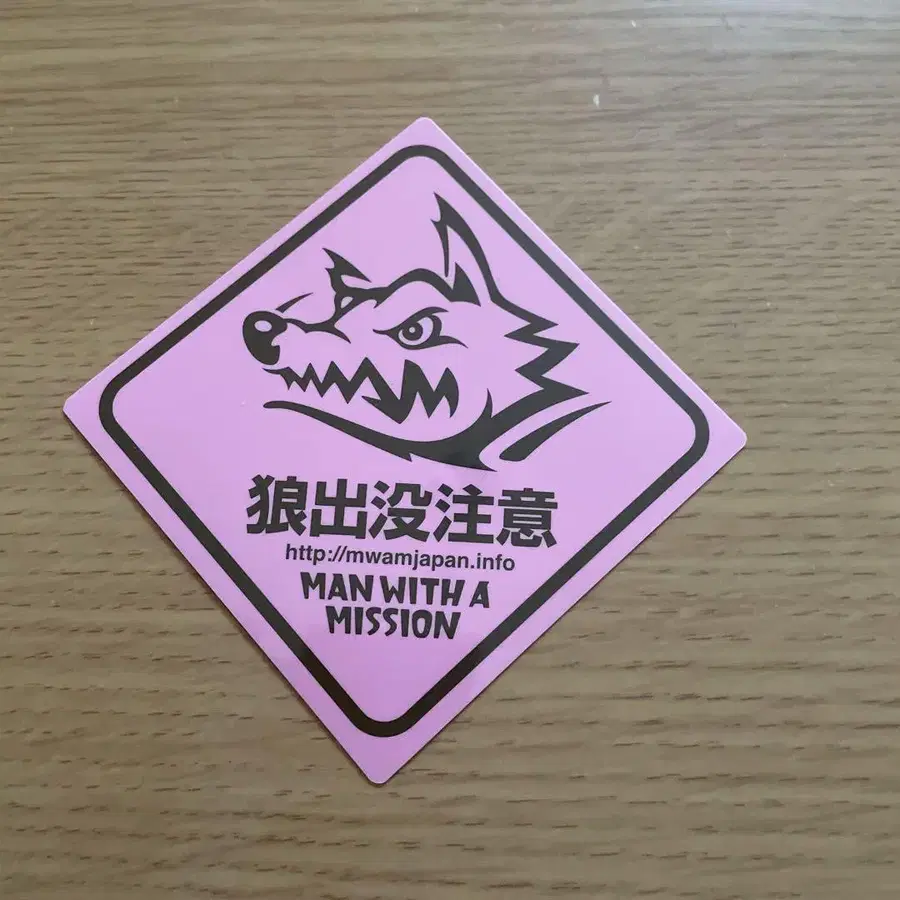 狼出没注意
http://mwamjapan.info
MAN WITH A
MISSION